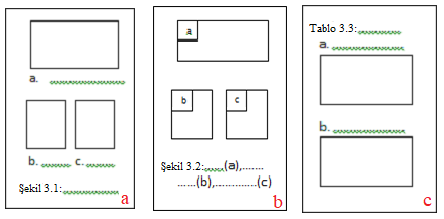 a.
b. c.
Şekil 3.1:
a
a
b c
Şekil 3.2:......(a),.......
......(b),..............(c)
b
Tablo 3.3:
a.
b.
c